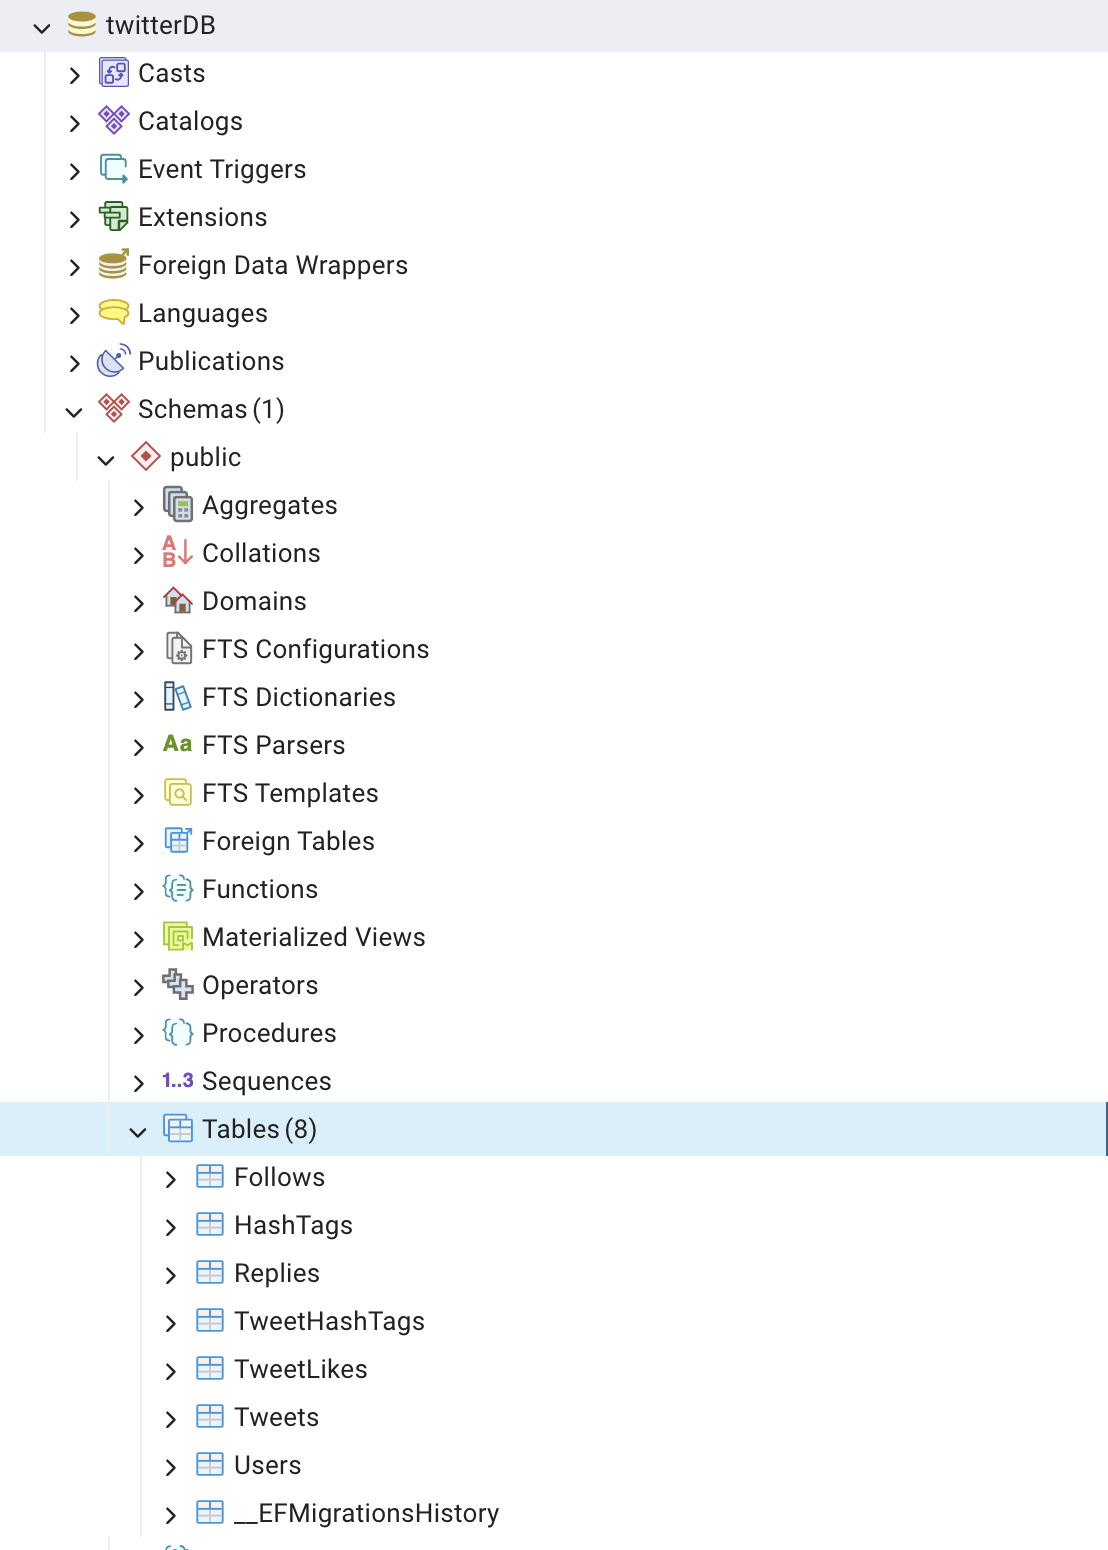 twitterDB
Casts
Catalogs
Event Triggers
Extensions
Foreign Data Wrappers
Languages
Publications
Schemas (1)
public
Aggregates
Collations
Domains
FTS Configurations
FTS Dictionaries
Aa FTS Parsers
FTS Templates
Foreign Tables
Functions
Materialized Views
Operators
Procedures
1..3 Sequences
Tables (8)
Follows
HashTags
Replies
TweetHashTags
TweetLikes
Tweets
Users
__EFMigrationsHistory